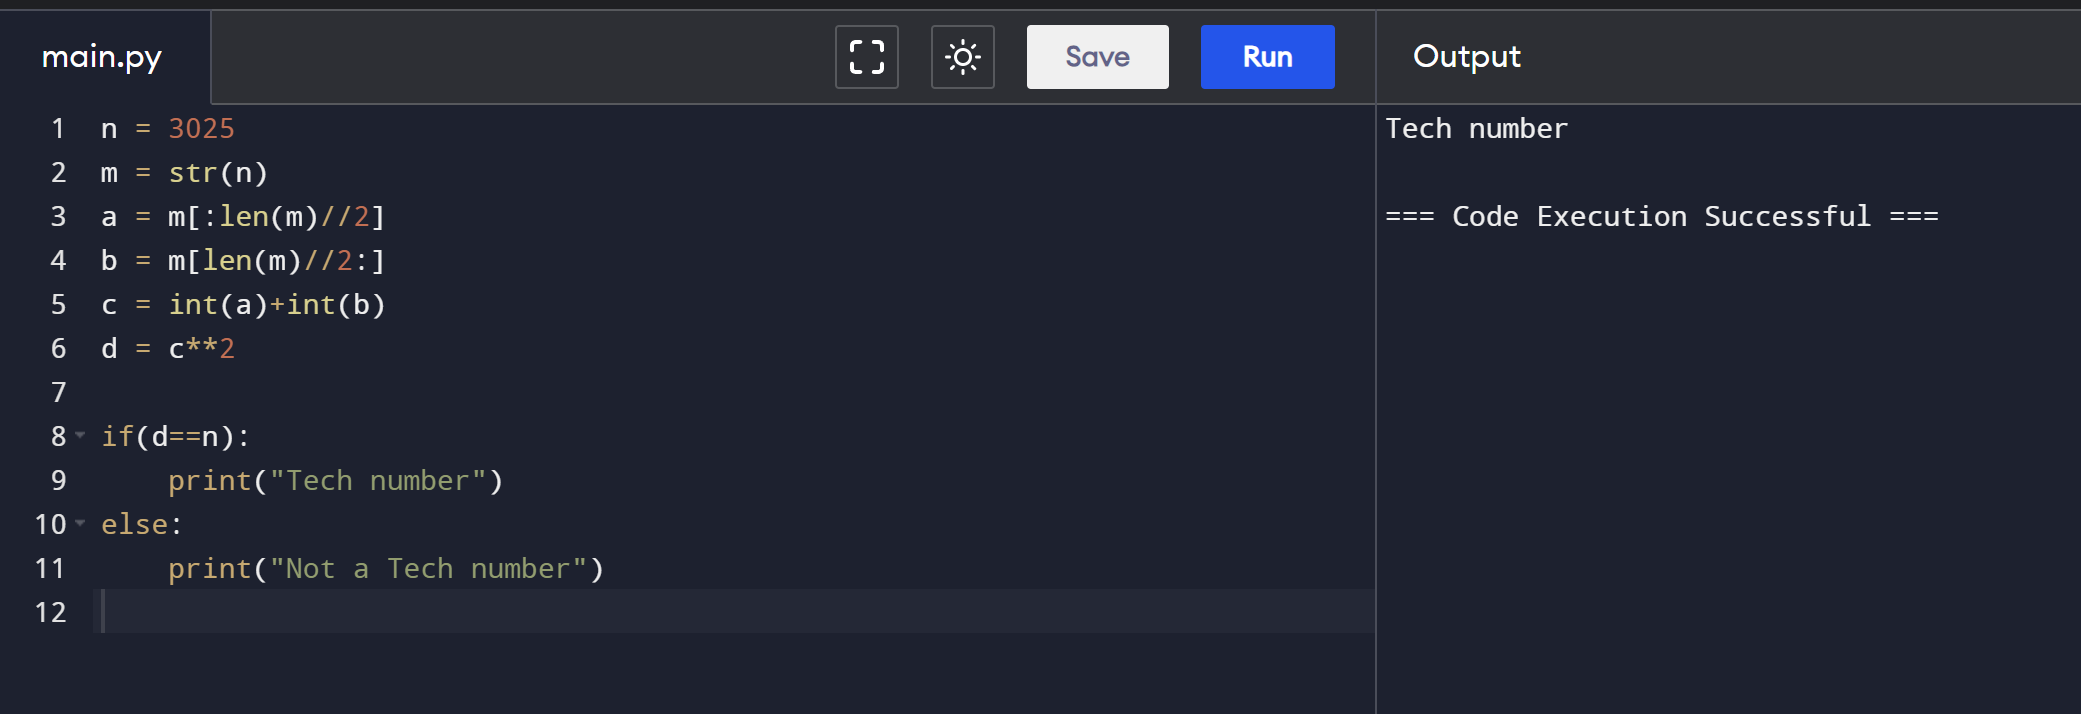 main.py
Save
Run
Output
1 n = 3025
2 m = str(n)
3 a = m[:len(m)//2]
4 b = m[len(m)//2:]
5 c = int(a)+int(b)
6 d = c**2
7
8 if(d==n):
9     print("Tech number")
10 else:
11     print("Not a Tech number")
12
Tech number
=== Code Execution Successful ===